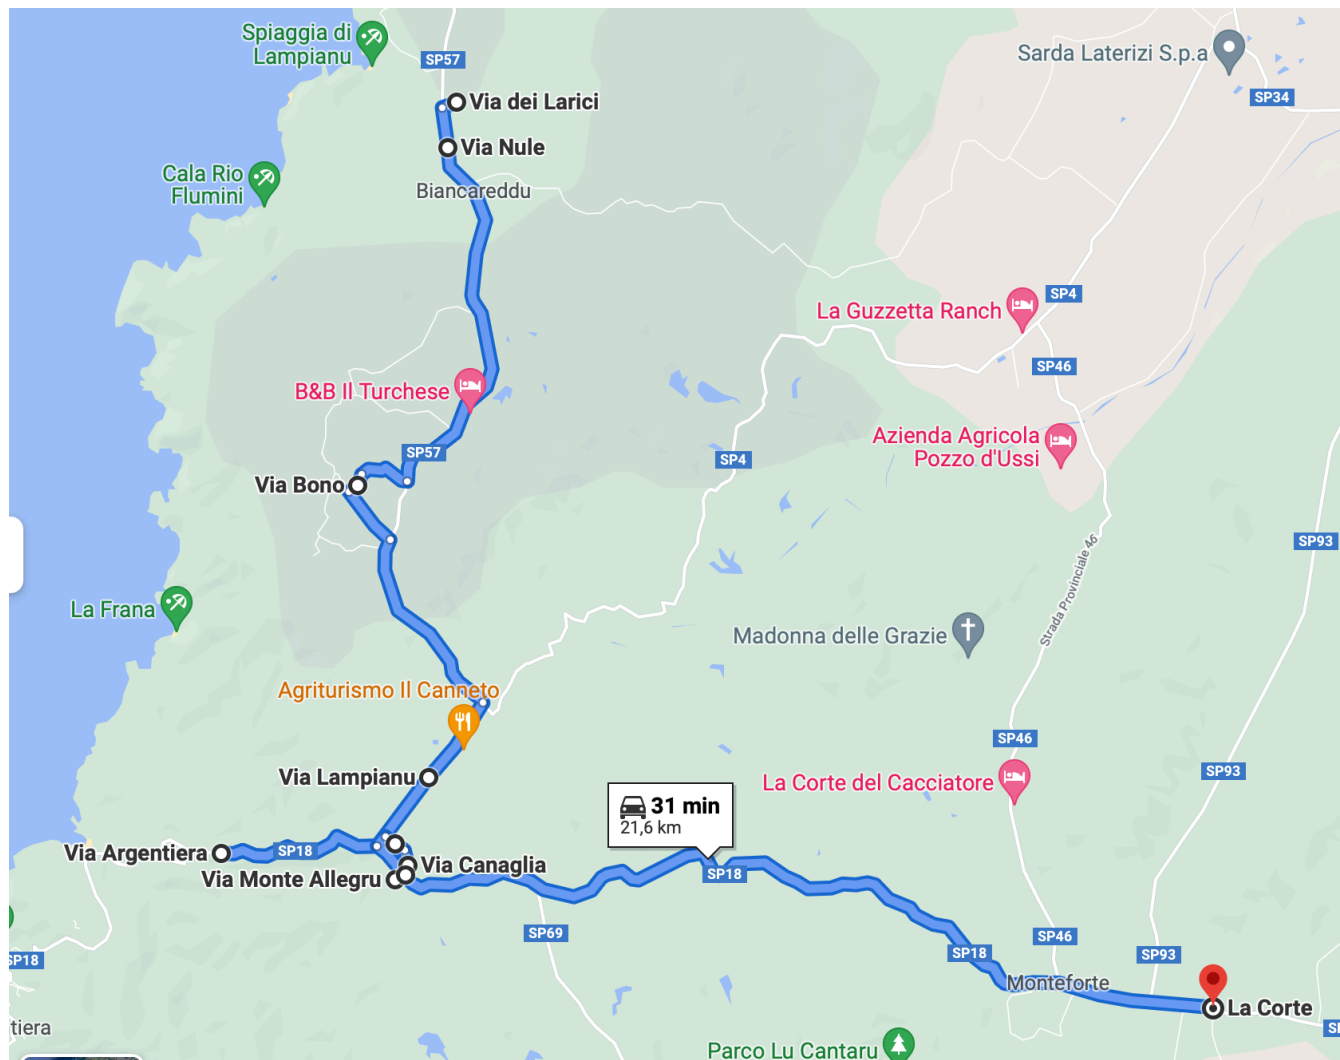 Spiaggia di
Lampianu
SP57
Sarda Laterizi S.p.a
SP34
Via dei Larici
Via Nule
Cala Rio
Flumini
Biancareddu
La Guzzetta Ranch
SP4
SP46
B&B Il Turchese
Azienda Agricola
Pozzo d'Ussi
SP57
SP4
Via Bono
SP93
Strada Provinciale 46
La Frana
Madonna delle Grazie
Agriturismo Il Canneto
SP46
SP93
Via Lampianu
La Corte del Cacciatore
31 min
21,6 km
Via Argentiera
SP18
Via Canaglia
Via Monte Allegru
SP18
SP69
SP46
SP18
SP93
SP18
Monteforte
La Corte
tiera
Parco Lu Cantaru